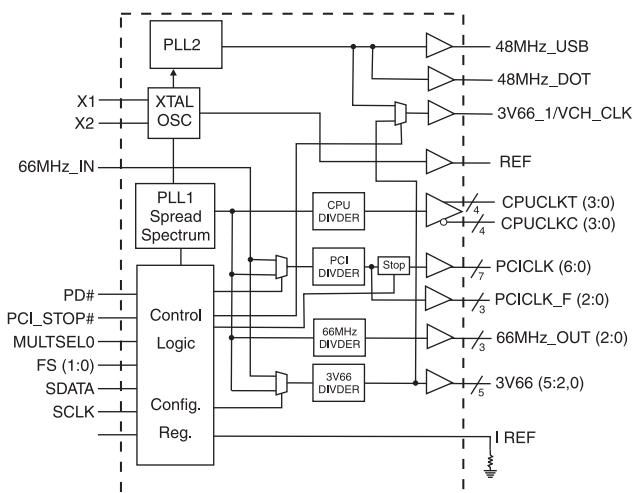 PLL2
48MHz_USB
48MHz_DOT
X1
X2
XTAL
OSC
3V66_1/VCH_CLK
66MHz_IN
REF
PLL1
Spread
Spectrum
CPU
DIVDER
4
CPUCLKT (3:0)
4
CPUCLKC (3:0)
PCI
DIVDER
Stop
7
PCICLK (6:0)
PD#
PCI_STOP#
MULTSEL0
FS (1:0)
SDATA
SCLK
Control
Logic
Config.
Reg.
3
PCICLK_F (2:0)
66MHz
DIVDER
3
66MHz_OUT (2:0)
3V66
DIVDER
5
3V66 (5:2,0)
I REF